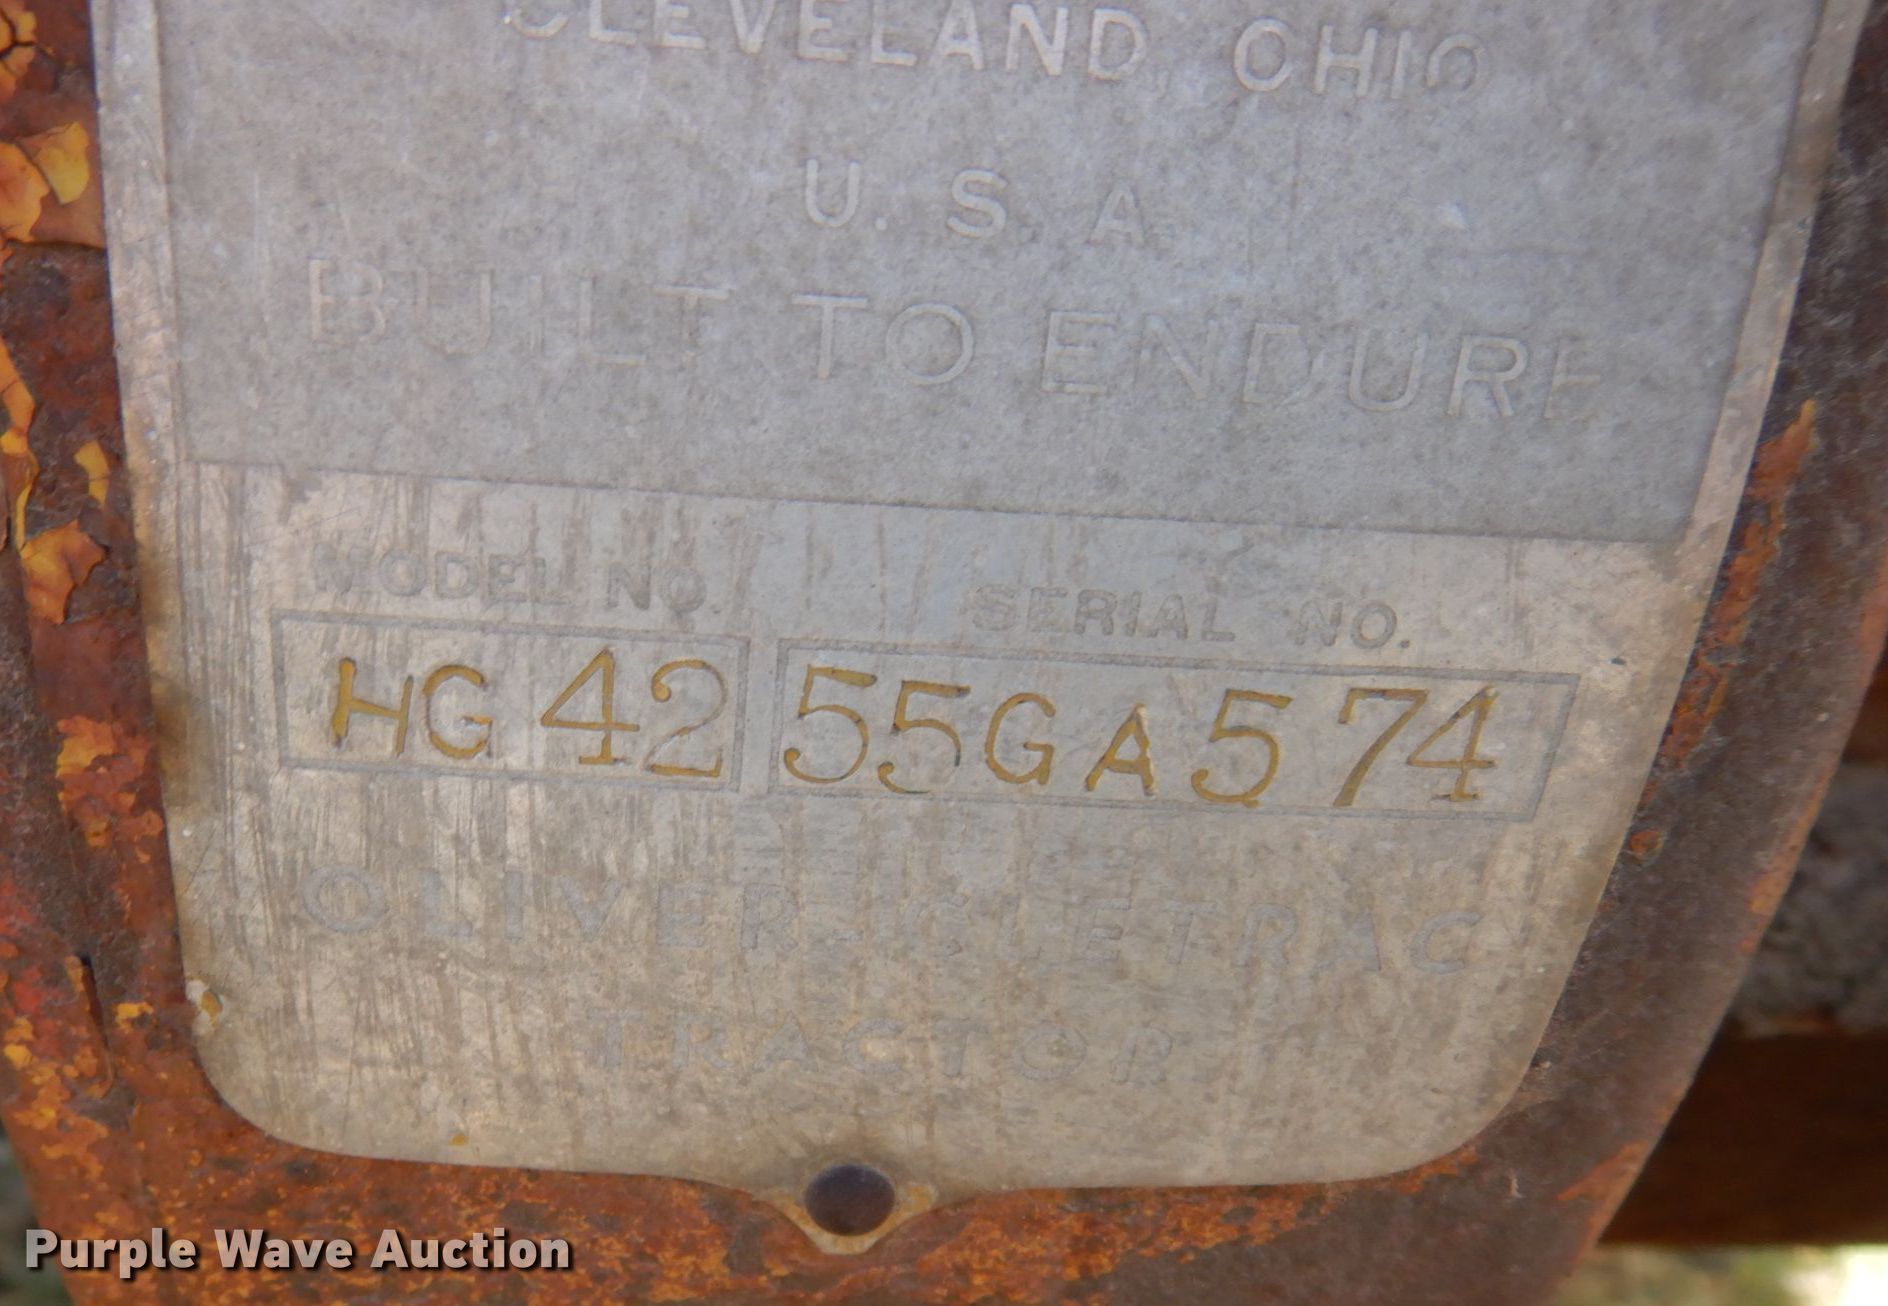 CLEVELAND, OHIO
U. S. A.
BUILT TO ENDURE
MODEL NO. SERIAL NO.
HG 42 55GA574
OLIVER-CLETRAC
TRACTOR
Purple Wave Auction